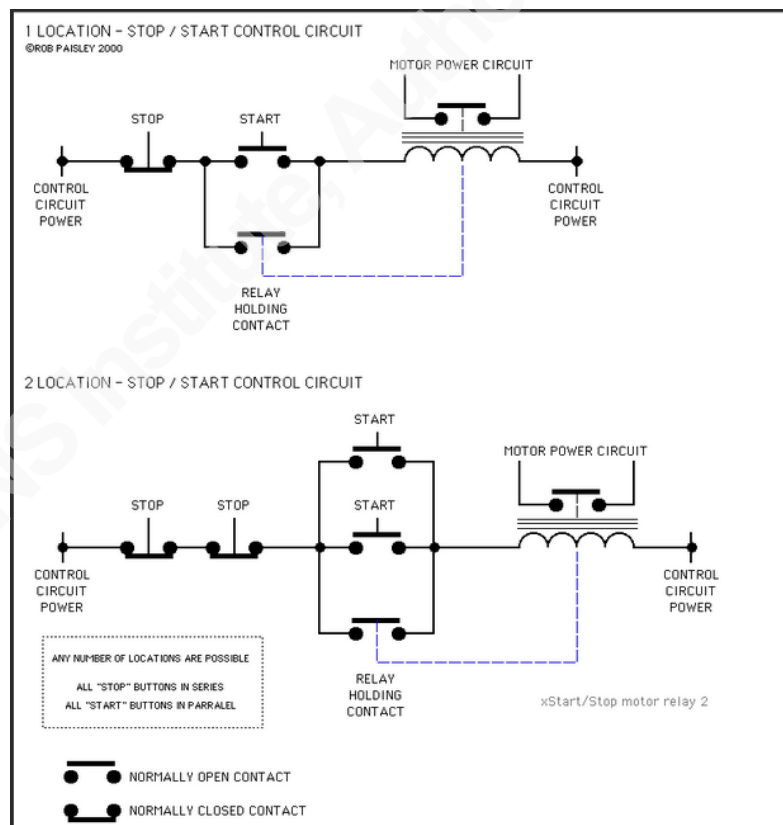 1 LOCATION - STOP / START CONTROL CIRCUIT
©ROB PAISLEY 2000
MOTOR POWER CIRCUIT
STOP
START
CONTROL
CIRCUIT
POWER
CONTROL
CIRCUIT
POWER
RELAY
HOLDING
CONTACT
2 LOCATION - STOP / START CONTROL CIRCUIT
START
MOTOR POWER CIRCUIT
STOP
STOP
START
CONTROL
CIRCUIT
POWER
CONTROL
CIRCUIT
POWER
ANY NUMBER OF LOCATIONS ARE POSSIBLE
ALL "STOP" BUTTONS IN SERIES
ALL "START" BUTTONS IN PARRALEL
RELAY
HOLDING
CONTACT
xStart/Stop motor relay 2
NORMALLY OPEN CONTACT
NORMALLY CLOSED CONTACT
NS Institute, Autho